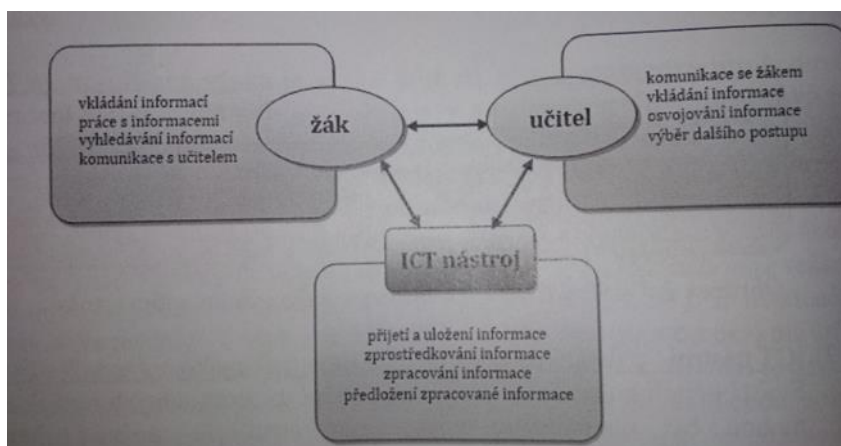 vkládání informací
práce s informacemi
vyhledávání informací
komunikace s učitelem
žák
učitel
komunikace se žákem
vkládání informace
osvojování informace
výběr dalšího postupu
ICT nástroj
přijetí a uložení informace
zprostředkování informace
zpracování informace
předložení zpracované informace